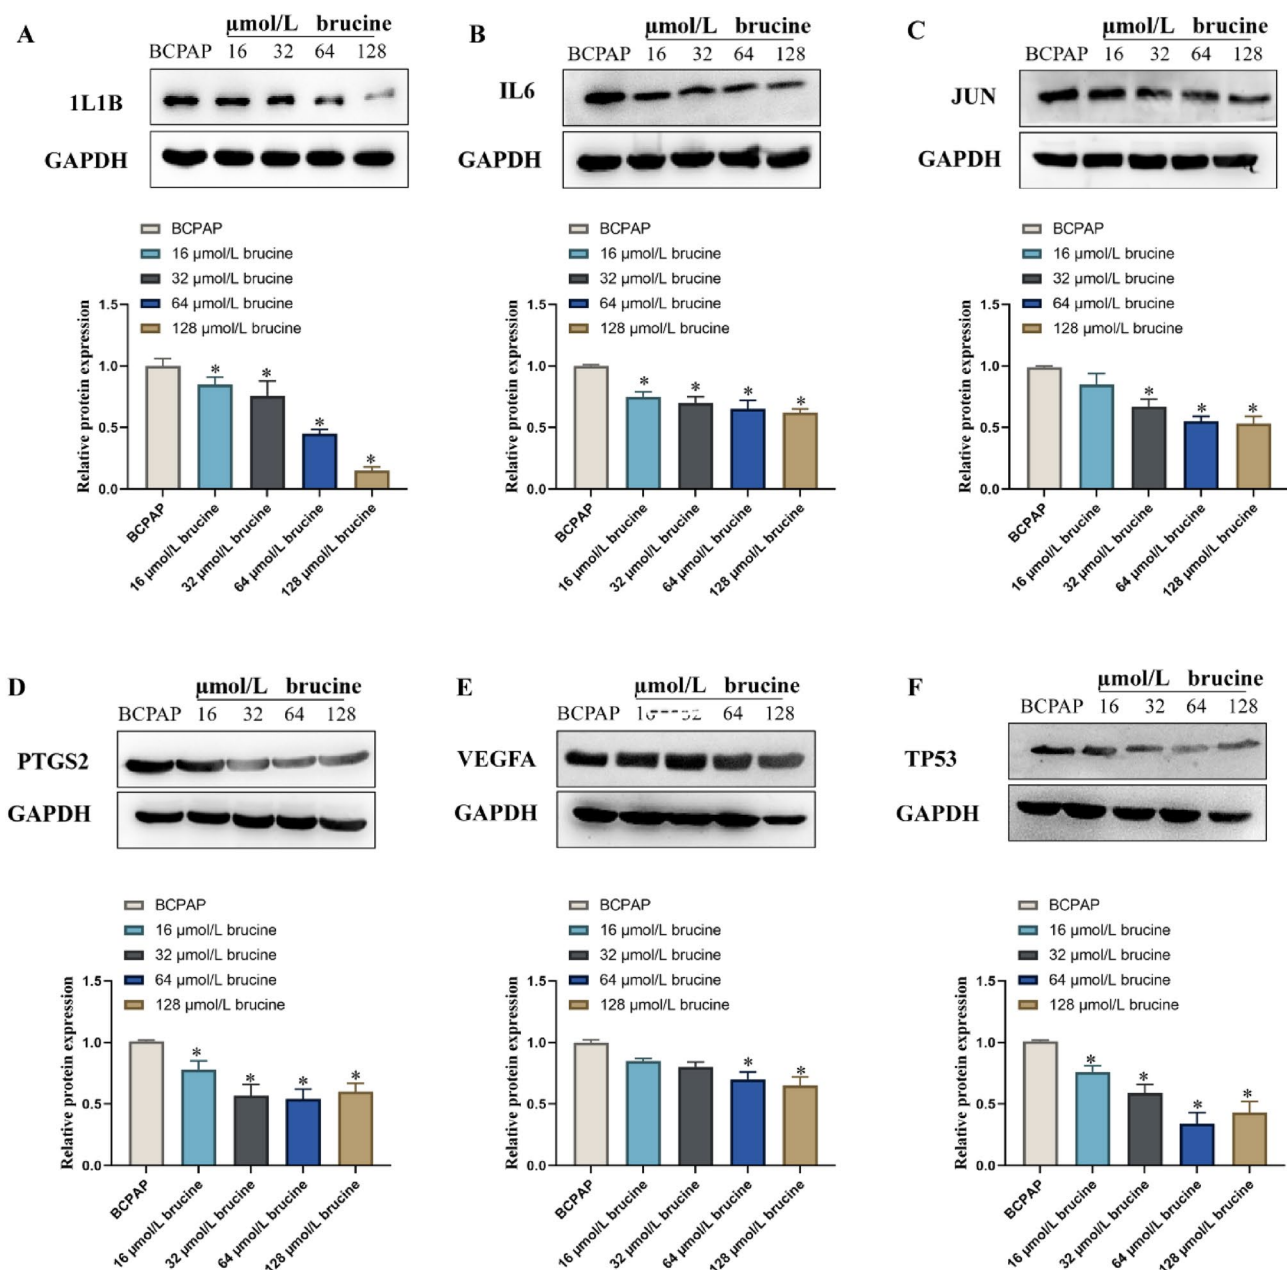 A
µmol/L brucine
BCPAP 16 32 64 128
1L1B
GAPDH
BCPAP
16 µmol/L brucine
32 µmol/L brucine
64 µmol/L brucine
128 µmol/L brucine
Relative protein expression
1.5
1.0
0.5
0.0
* * * *
BCPAP
16 µmol/L brucine
32 µmol/L brucine
64 µmol/L brucine
128 µmol/L brucine
B
µmol/L brucine
BCPAP 16 32 64 128
IL6
GAPDH
BCPAP
16 µmol/L brucine
32 µmol/L brucine
64 µmol/L brucine
128 µmol/L brucine
Relative protein expression
1.5
1.0
0.5
0.0
* * * *
BCPAP
16 µmol/L brucine
32 µmol/L brucine
64 µmol/L brucine
128 µmol/L brucine
C
µmol/L brucine
BCPAP 16 32 64 128
JUN
GAPDH
BCPAP
16 µmol/L brucine
32 µmol/L brucine
64 µmol/L brucine
128 µmol/L brucine
Relative protein expression
1.5
1.0
0.5
0.0
* * *
BCPAP
16 µmol/L brucine
32 µmol/L brucine
64 µmol/L brucine
128 µmol/L brucine
D
µmol/L brucine
BCPAP 16 32 64 128
PTGS2
GAPDH
BCPAP
16 µmol/L brucine
32 µmol/L brucine
64 µmol/L brucine
128 µmol/L brucine
Relative protein expression
1.5
1.0
0.5
0.0
* * * *
BCPAP
16 µmol/L brucine
32 µmol/L brucine
64 µmol/L brucine
128 µmol/L brucine
E
µmol/L brucine
BCPAP 64 128
VEGFA
GAPDH
BCPAP
16 µmol/L brucine
32 µmol/L brucine
64 µmol/L brucine
128 µmol/L brucine
Relative protein expression
1.5
1.0
0.5
0.0
* *
BCPAP
16 µmol/L brucine
32 µmol/L brucine
64 µmol/L brucine
128 µmol/L brucine
F
µmol/L brucine
BCPAP 16 32 64 128
TP53
GAPDH
BCPAP
16 µmol/L brucine
32 µmol/L brucine
64 µmol/L brucine
128 µmol/L brucine
Relative protein expression
1.5
1.0
0.5
0.0
* * * *
BCPAP
16 µmol/L brucine
32 µmol/L brucine
64 µmol/L brucine
128 µmol/L brucine